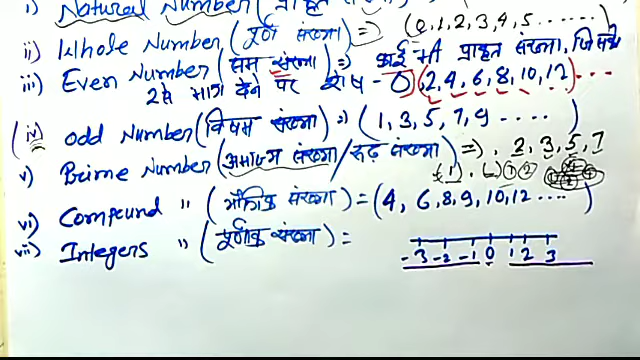 i) Natural Number
ii) Whole Number (पूर्ण संख्या) => (0, 1, 2, 3, 4, 5 ......)
iii) Even Number (सम संख्या) => कोई भी प्राकृत संख्या, जिसमें
2 से भाग देने पर शेष - 0 (2, 4, 6, 8, 10, 12) ...
iv) Odd Number (विषम संख्या) => (1, 3, 5, 7, 9 ....)
v) Prime Number (अभाज्य संख्या / रूढ़ संख्या) =>, 2, 3, 5, 7
vi) Compound " (यौगिक संख्या) = (4, 6, 8, 9, 10, 12 ....)
vii) Integers " (पूर्णांक संख्या) =
-3 -2 -1 0 1 2 3